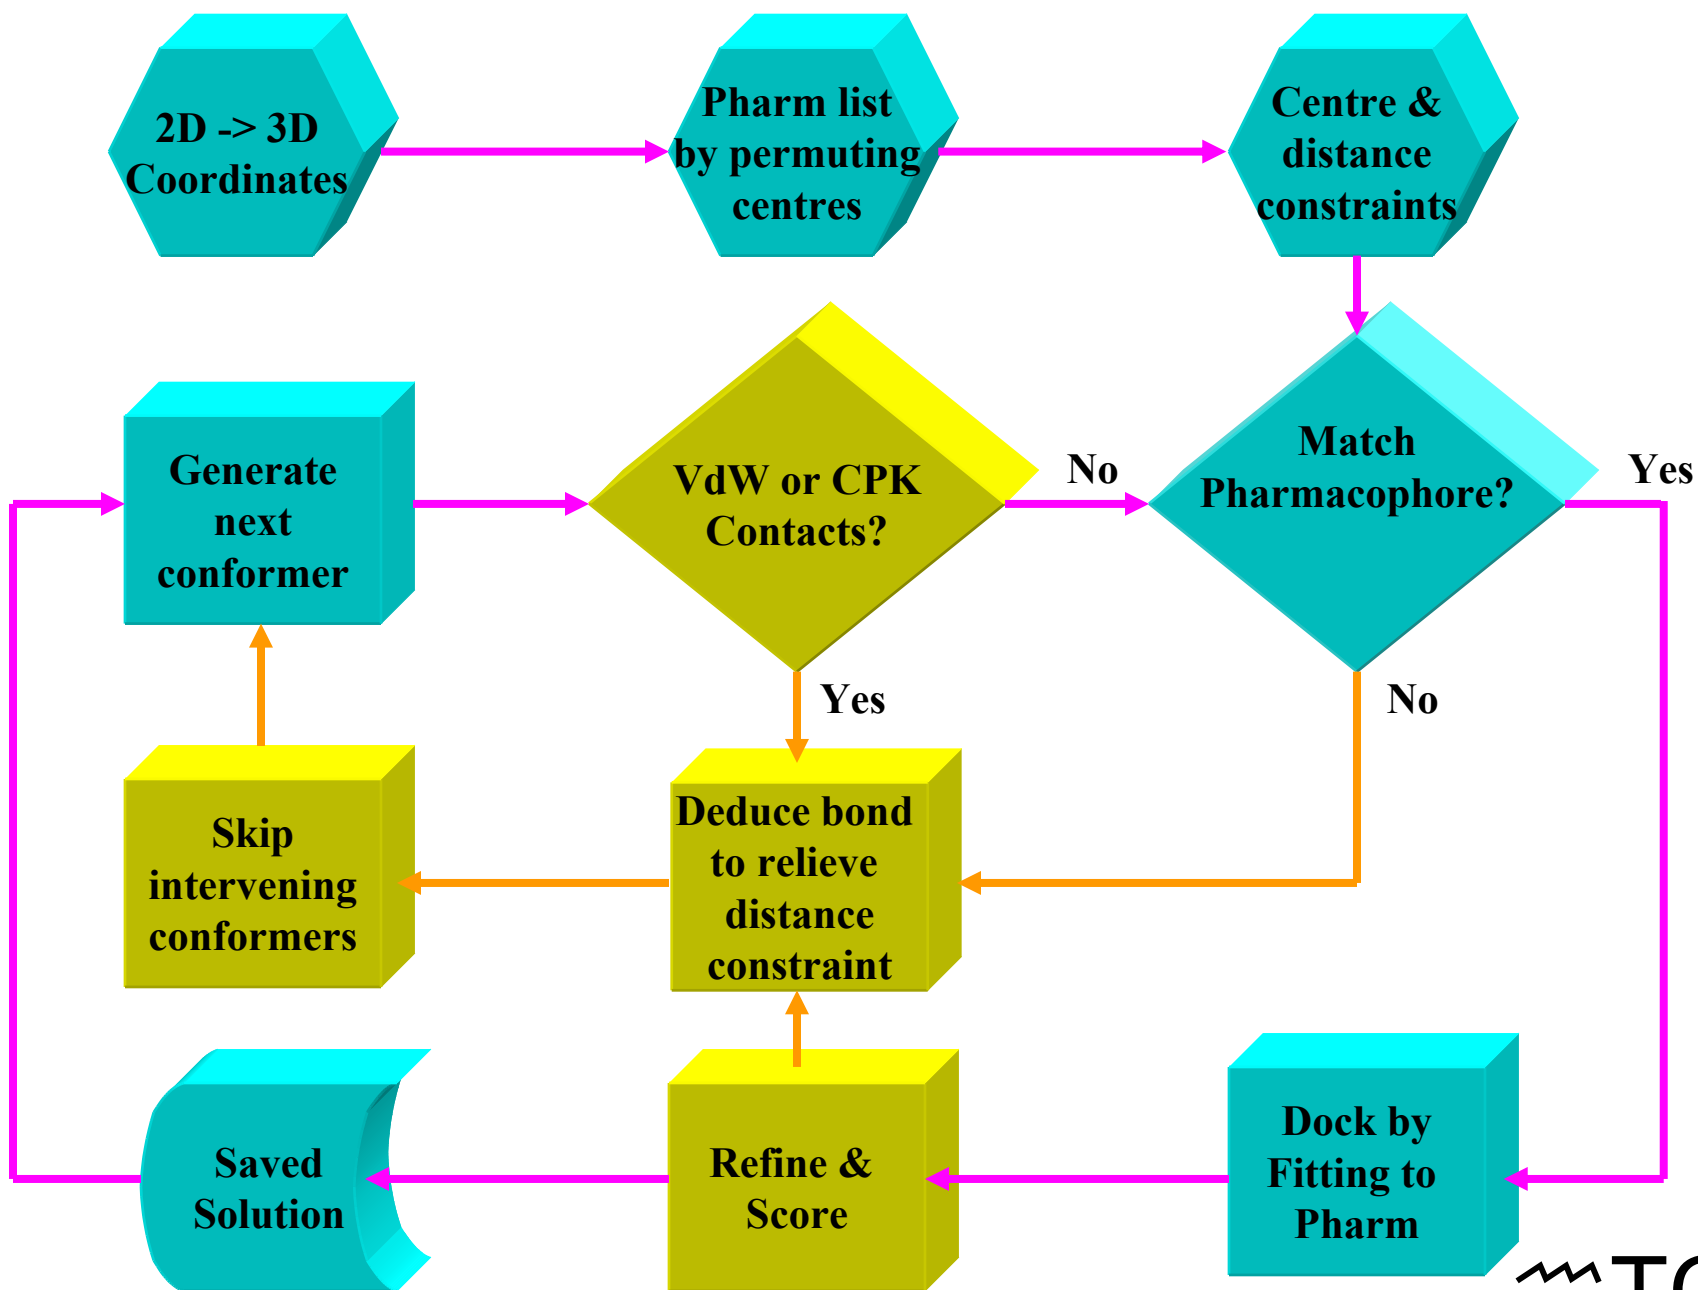 2D -> 3D
Coordinates
Pharm list
by permuting
centres
Centre &
distance
constraints
Generate
next
conformer
VdW or CPK
Contacts?
No
Match
Pharmacophore?
Yes
Yes
No
Skip
intervening
conformers
Deduce bond
to relieve
distance
constraint
Saved
Solution
Refine &
Score
Dock by
Fitting to
Pharm